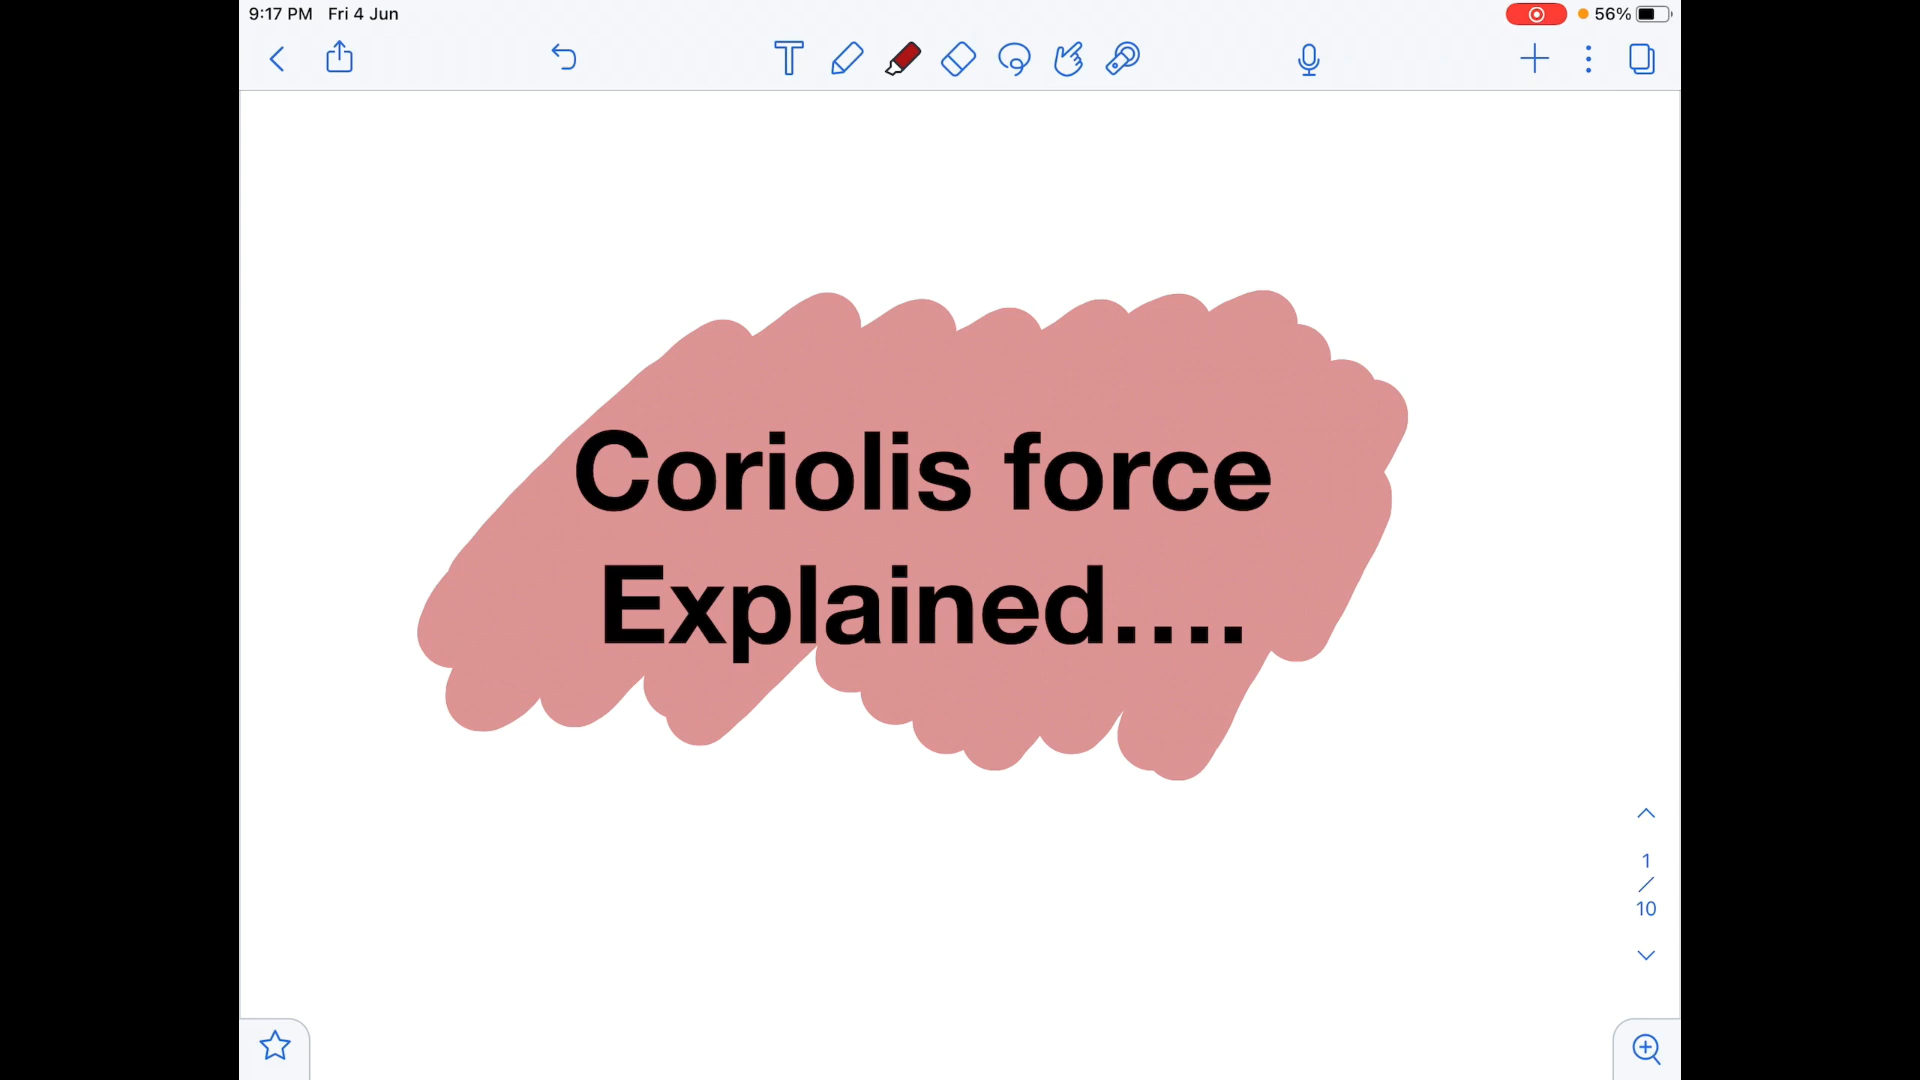 9:17 PM Fri 4 Jun
56%
T
Coriolis force
Explained....
1
/
10